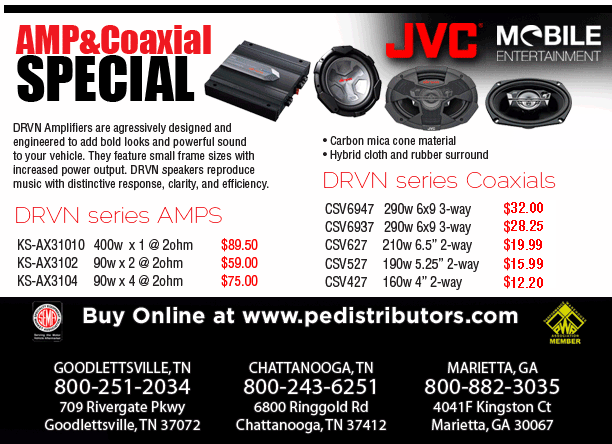 AMP&Coaxial
SPECIAL
JVC MOBILE
ENTERTAINMENT
JVC
DRVN Amplifiers are agressively designed and
engineered to add bold looks and powerful sound
to your vehicle. They feature small frame sizes with
increased power output. DRVN speakers reproduce
music with distinctive response, clarity, and efficiency.
• Carbon mica cone material
• Hybrid cloth and rubber surround
DRVN series AMPS
KS-AX31010 400w x 1 @ 2ohm $89.50
KS-AX3102 90w x 2 @ 2ohm $59.00
KS-AX3104 90w x 4 @ 2ohm $75.00
DRVN series Coaxials
CSV6947 290w 6x9 3-way $32.00
CSV6937 290w 6x9 3-way $28.25
CSV627 210w 6.5” 2-way $19.99
CSV527 190w 5.25” 2-way $15.99
CSV427 160w 4” 2-way $12.20
Buy Online at www.pedistributors.com
MEMBER
GOODLETTSVILLE, TN
800-251-2034
709 Rivergate Pkwy
Goodlettsville, TN 37072
CHATTANOOGA, TN
800-243-6251
6800 Ringgold Rd
Chattanooga, TN 37412
MARIETTA, GA
800-882-3035
4041F Kingston Ct
Marietta, GA 30067